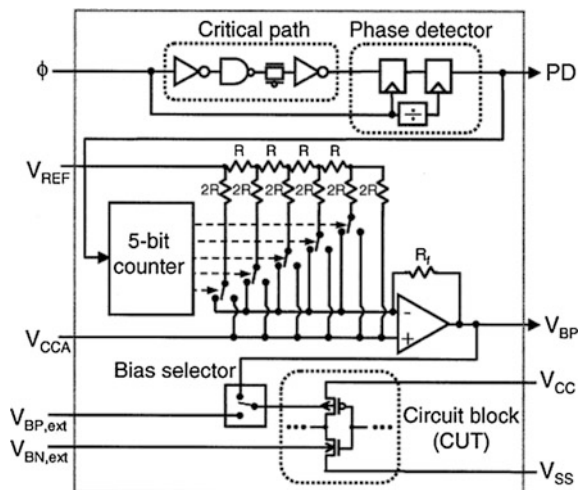 Critical path
Phase detector
ϕ
÷
PD
R R R R
V_REF
2R 2R 2R 2R 2R 2R
5-bit
counter
R_f
-
+
V_CCA
V_BP
Bias selector
V_CC
V_BP,ext
Circuit block
(CUT)
V_BN,ext
V_SS